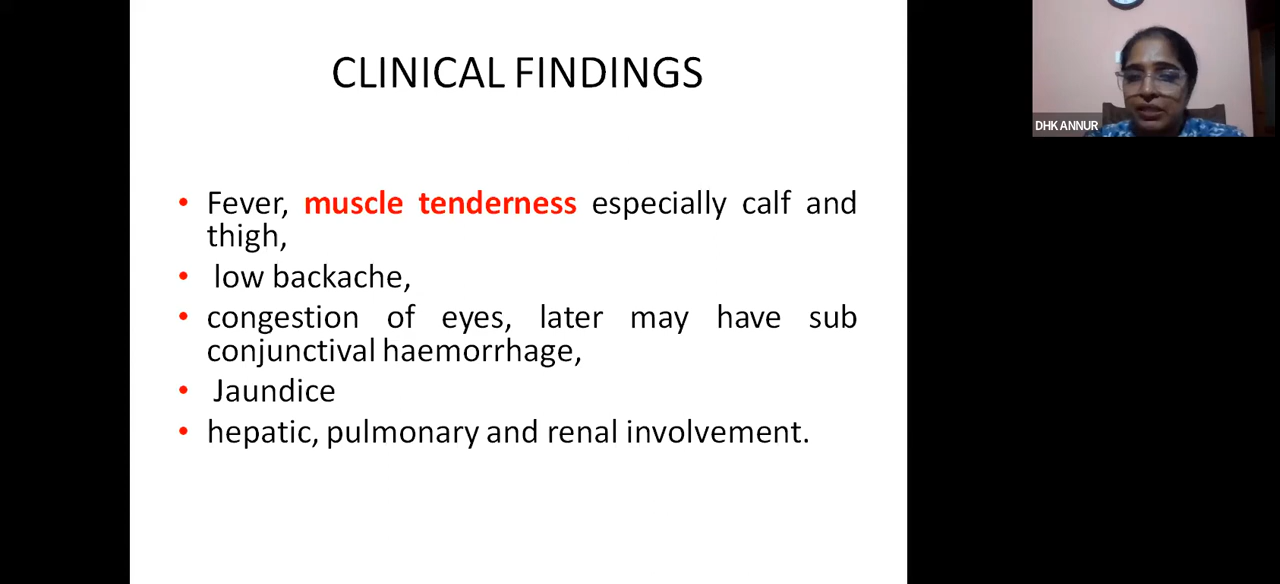 CLINICAL FINDINGS
DHK ANNUR
• Fever, muscle tenderness especially calf and
thigh,
• low backache,
• congestion of eyes, later may have sub
conjunctival haemorrhage,
• Jaundice
• hepatic, pulmonary and renal involvement.